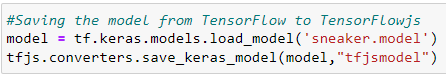 #Saving the model from TensorFlow to TensorFlowjs
model = tf.keras.models.load_model('sneaker.model')
tfjs.converters.save_keras_model(model,"tfjsmodel")